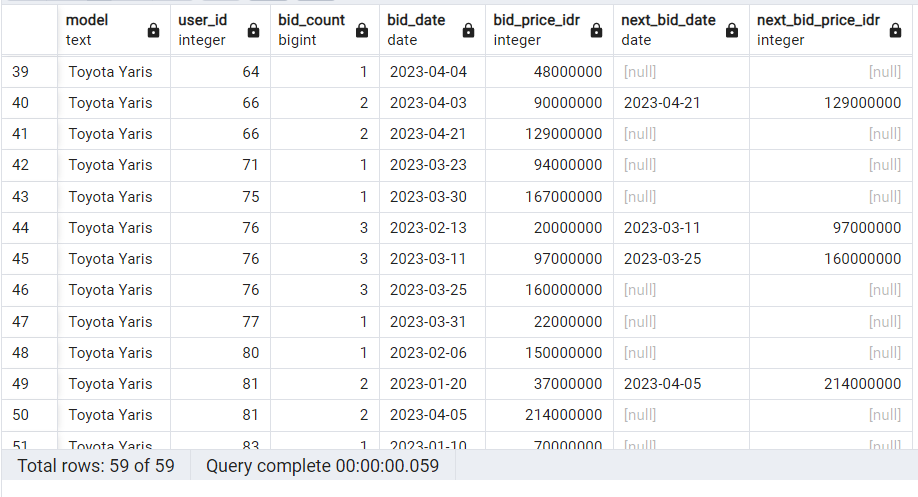 model user_id bid_count bid_date bid_price_idr next_bid_date next_bid_price_idr
text integer bigint date integer date integer
39 Toyota Yaris 64 1 2023-04-04 48000000 [null] [null]
40 Toyota Yaris 66 2 2023-04-03 90000000 2023-04-21 129000000
41 Toyota Yaris 66 2 2023-04-21 129000000 [null] [null]
42 Toyota Yaris 71 1 2023-03-23 94000000 [null] [null]
43 Toyota Yaris 75 1 2023-03-30 167000000 [null] [null]
44 Toyota Yaris 76 3 2023-02-13 20000000 2023-03-11 97000000
45 Toyota Yaris 76 3 2023-03-11 97000000 2023-03-25 160000000
46 Toyota Yaris 76 3 2023-03-25 160000000 [null] [null]
47 Toyota Yaris 77 1 2023-03-31 22000000 [null] [null]
48 Toyota Yaris 80 1 2023-02-06 150000000 [null] [null]
49 Toyota Yaris 81 2 2023-01-20 37000000 2023-04-05 214000000
50 Toyota Yaris 81 2 2023-04-05 214000000 [null] [null]
51 Toyota Yaris 83 1 2023-01-10 70000000 [null] [null]
Total rows: 59 of 59 Query complete 00:00:00.059